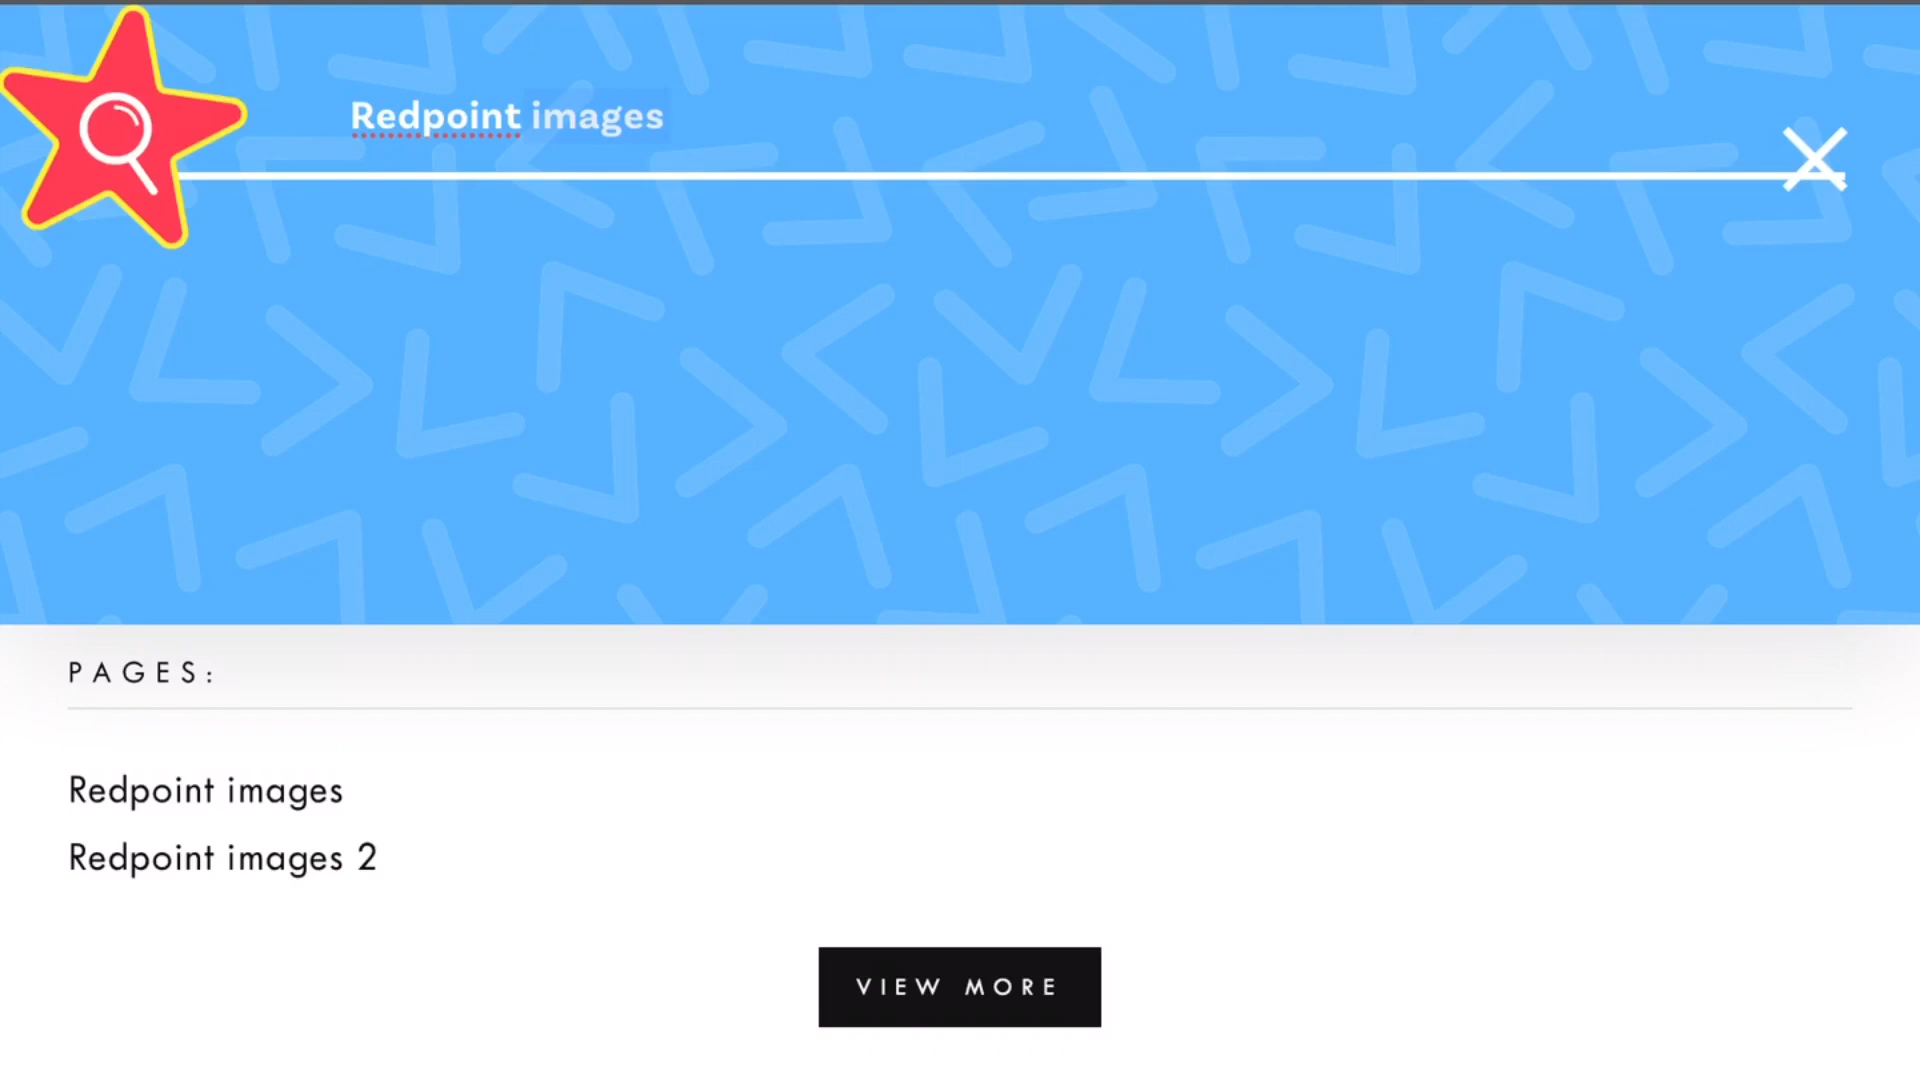 Redpoint images
PAGES:
Redpoint images
Redpoint images 2
VIEW MORE